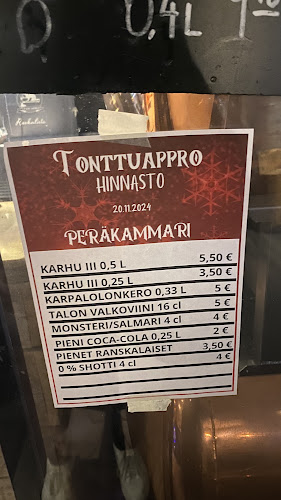 0,4L
TONTTUAPPRO
HINNASTO
20.11.2024
PERÄKAMMARI
KARHU III 0,5 L 5,50 €
KARHU III 0,25 L 3,50 €
KARPALOLONKERO 0,33 L 5 €
TALON VALKOVIINI 16 cl 5 €
MONSTERI/SALMARI 4 cl 4 €
PIENI COCA-COLA 0,25 L 2 €
PIENET RANSKALAISET 3,50 €
0 % SHOTTI 4 cl 4 €